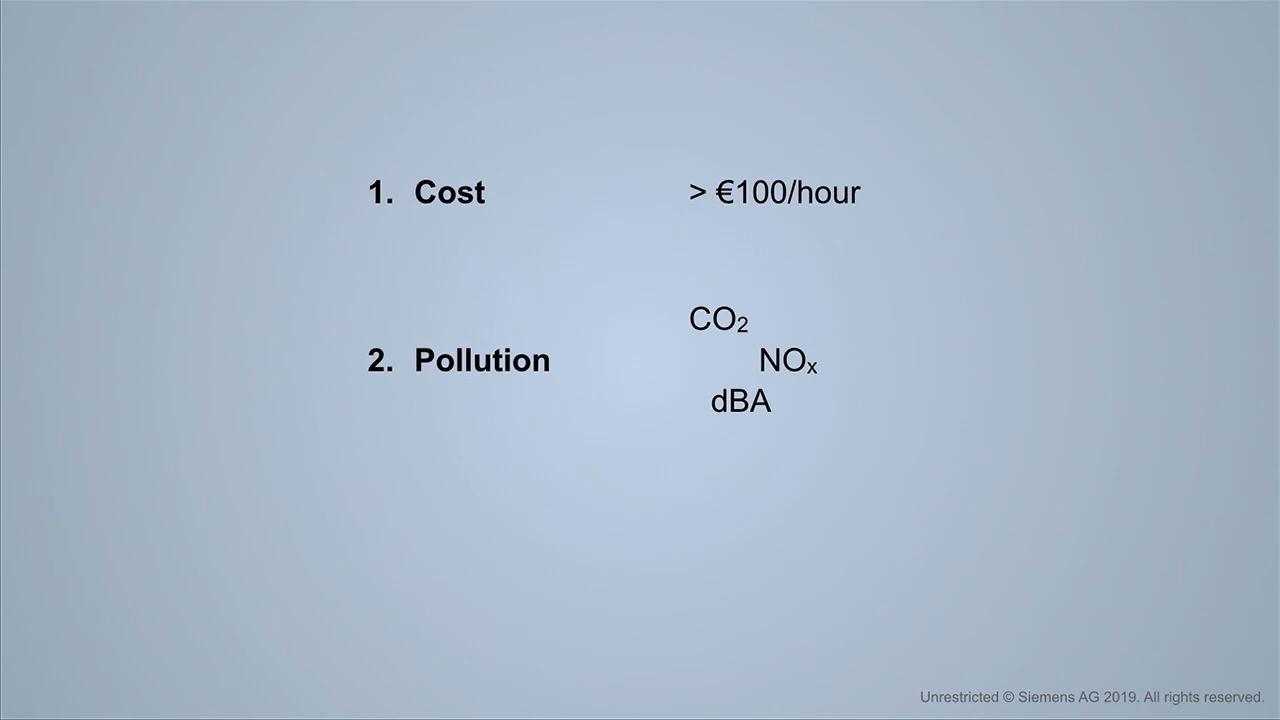 1. Cost > €100/hour
CO₂
2. Pollution NOₓ
dBA
Unrestricted © Siemens AG 2019. All rights reserved.